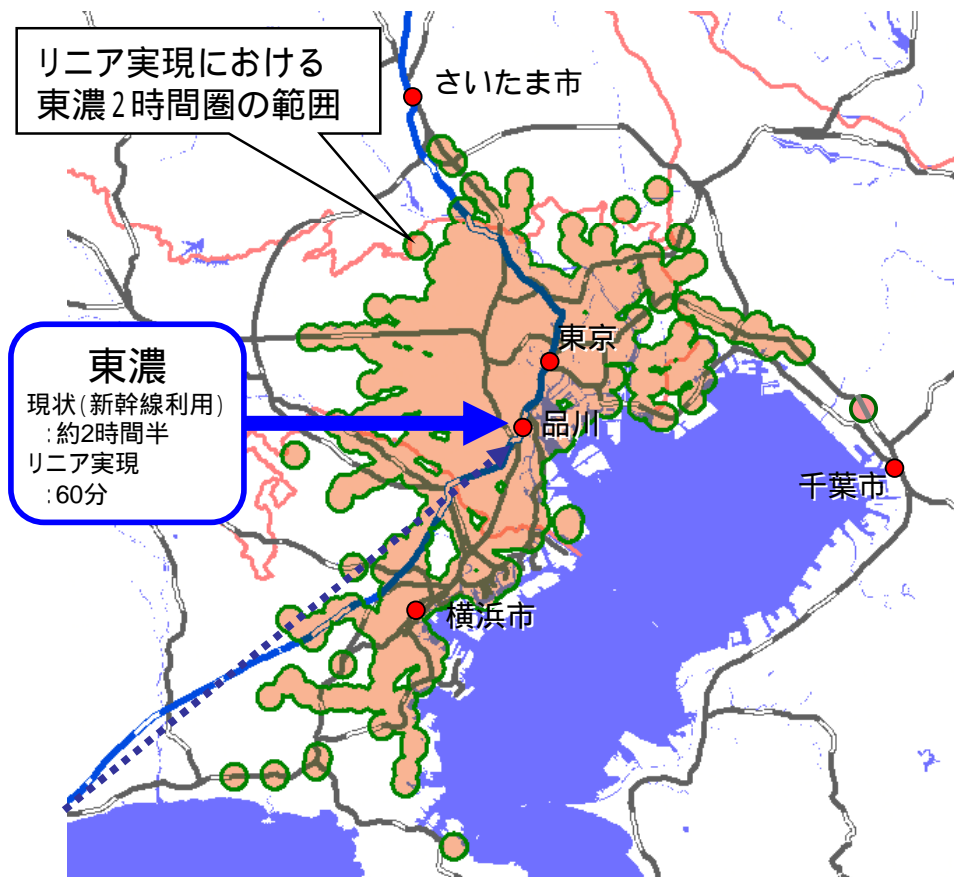 リニア実現における
東濃2時間圏の範囲
さいたま市
東濃
現状(新幹線利用)
:約2時間半
リニア実現
:60分
東京
品川
千葉市
横浜市